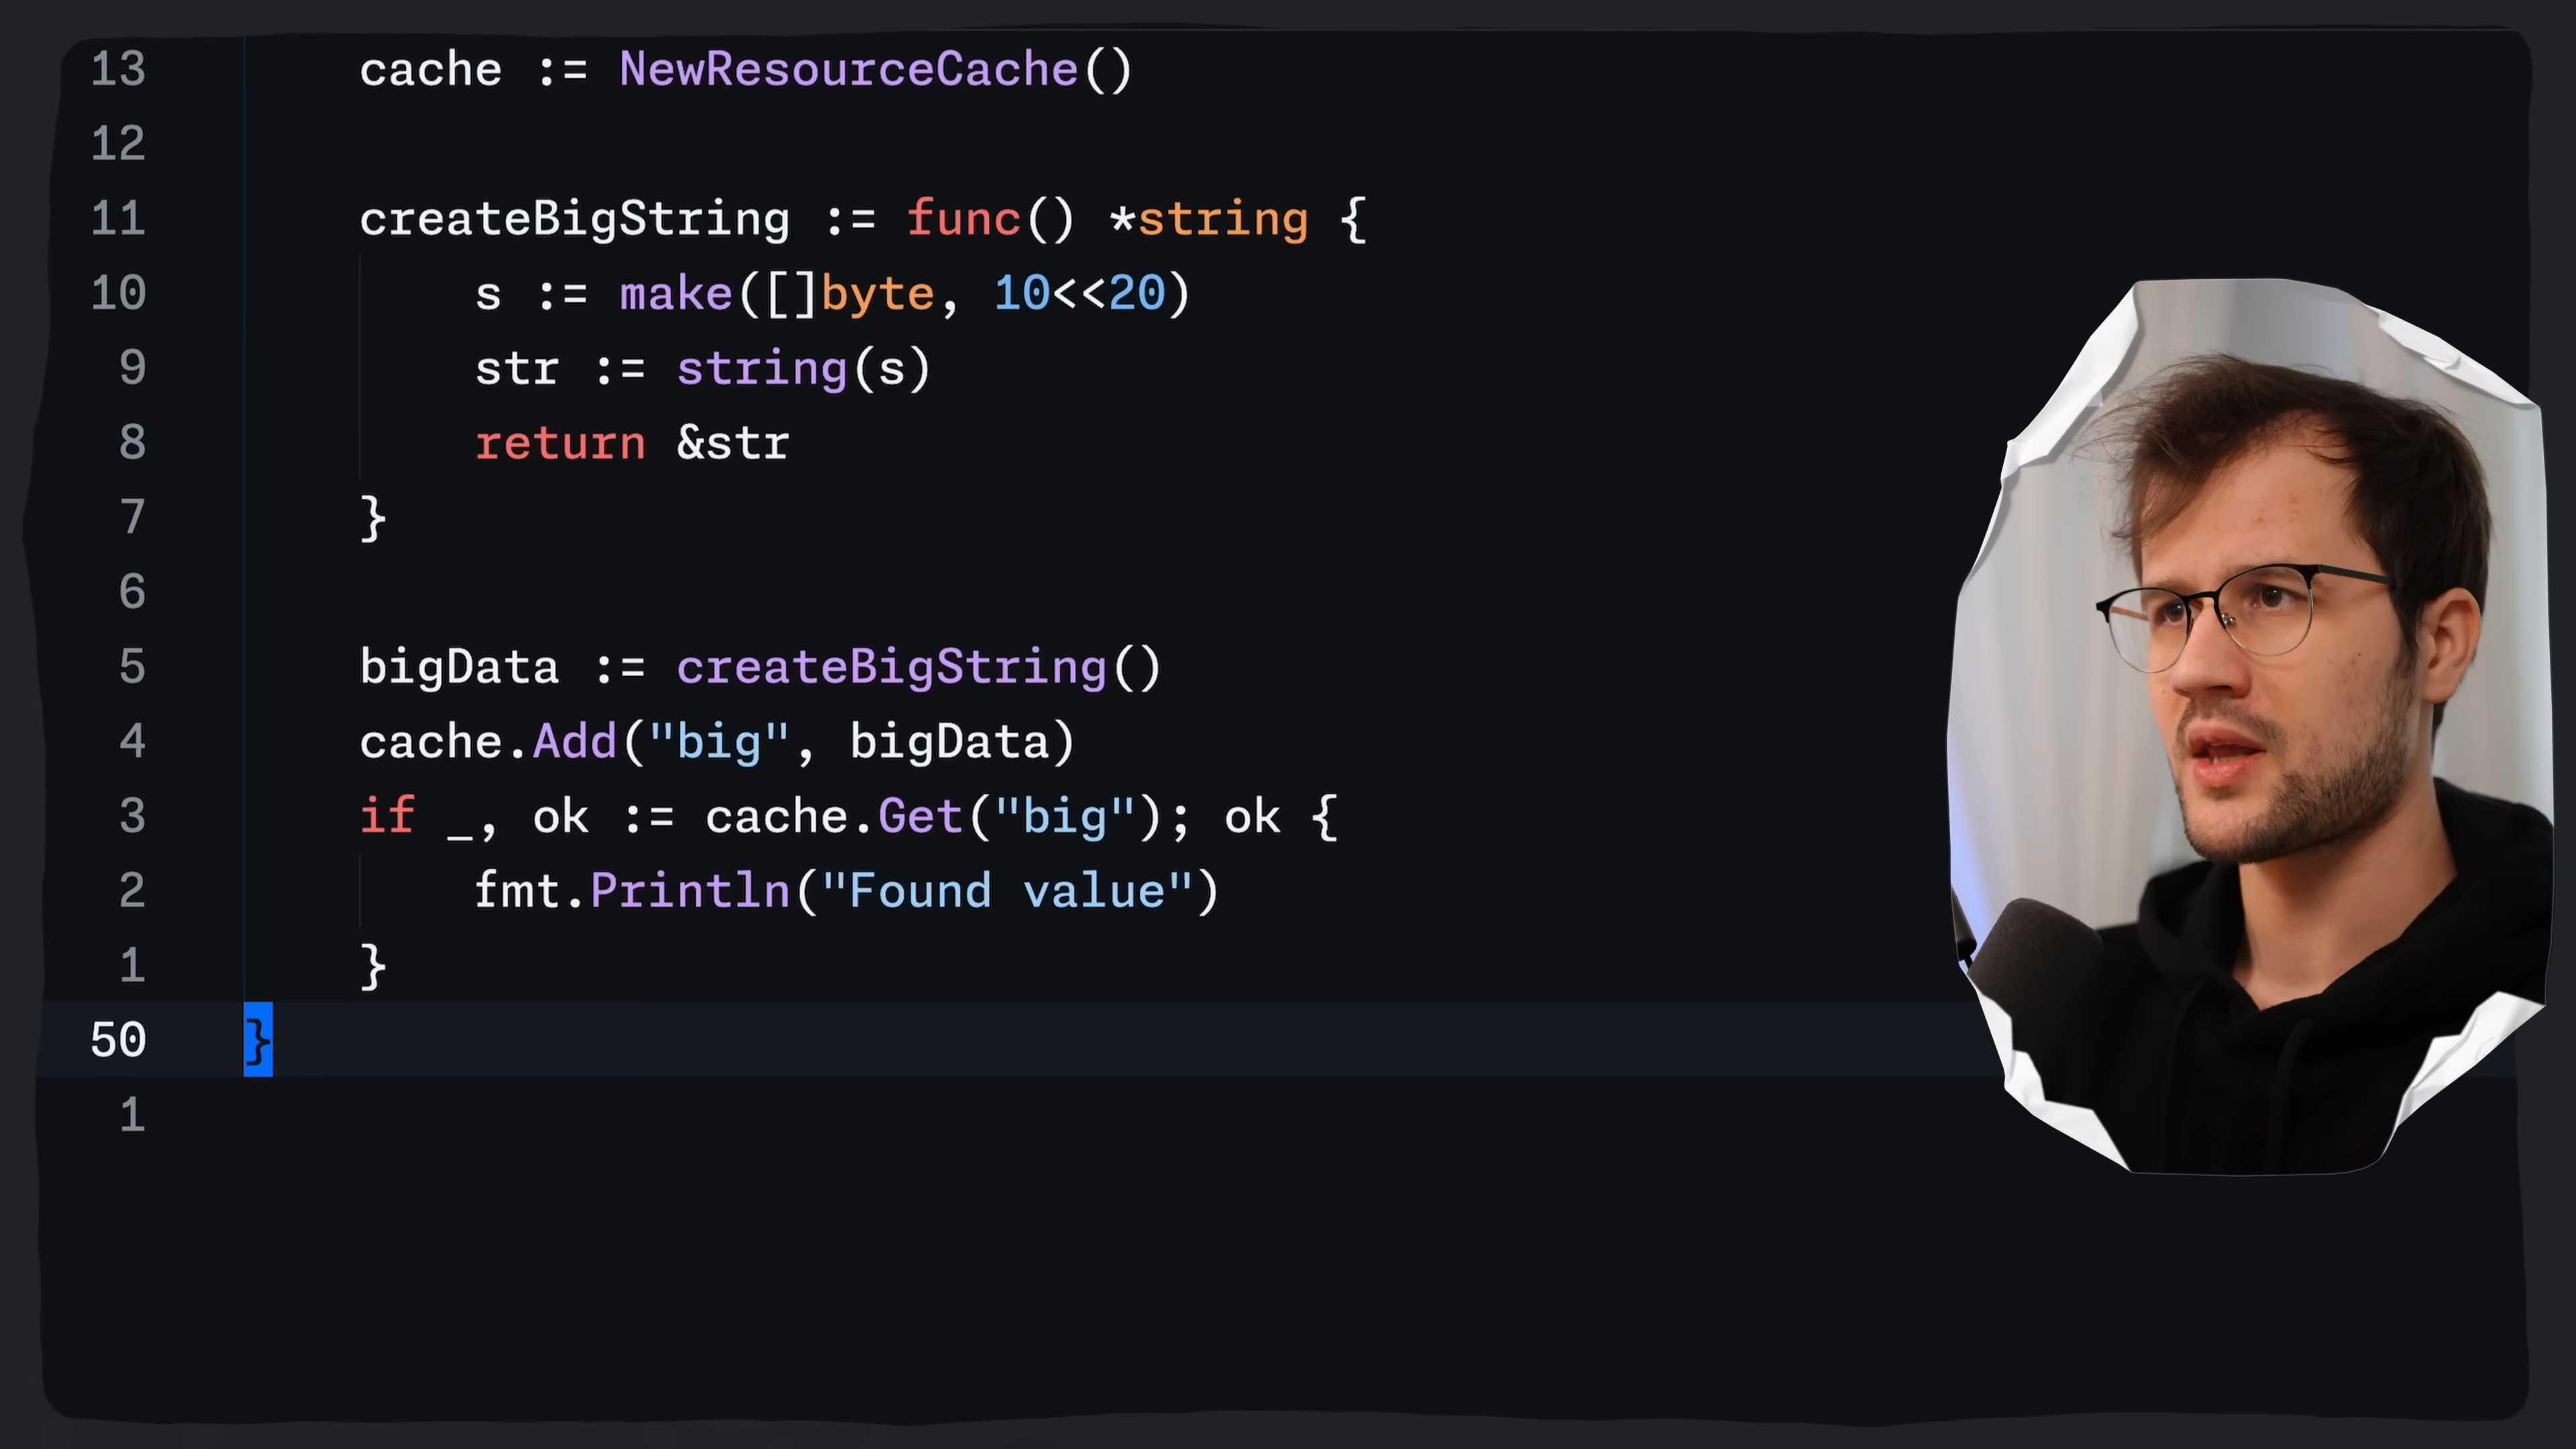 13 cache := NewResourceCache()
12
11 createBigString := func() *string {
10 s := make([]byte, 10<<20)
9 str := string(s)
8 return &str
7 }
6
5 bigData := createBigString()
4 cache.Add("big", bigData)
3 if _, ok := cache.Get("big"); ok {
2 fmt.Println("Found value")
1 }
50 }
1